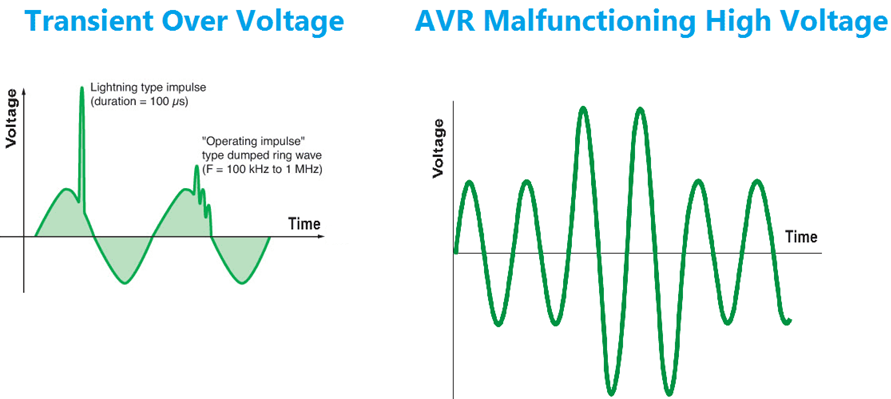 Transient Over Voltage
AVR Malfunctioning High Voltage
Voltage
Lightning type impulse
(duration = 100 µs)
"Operating impulse"
type dumped ring wave
(F = 100 kHz to 1 MHz)
Time
Voltage
Time